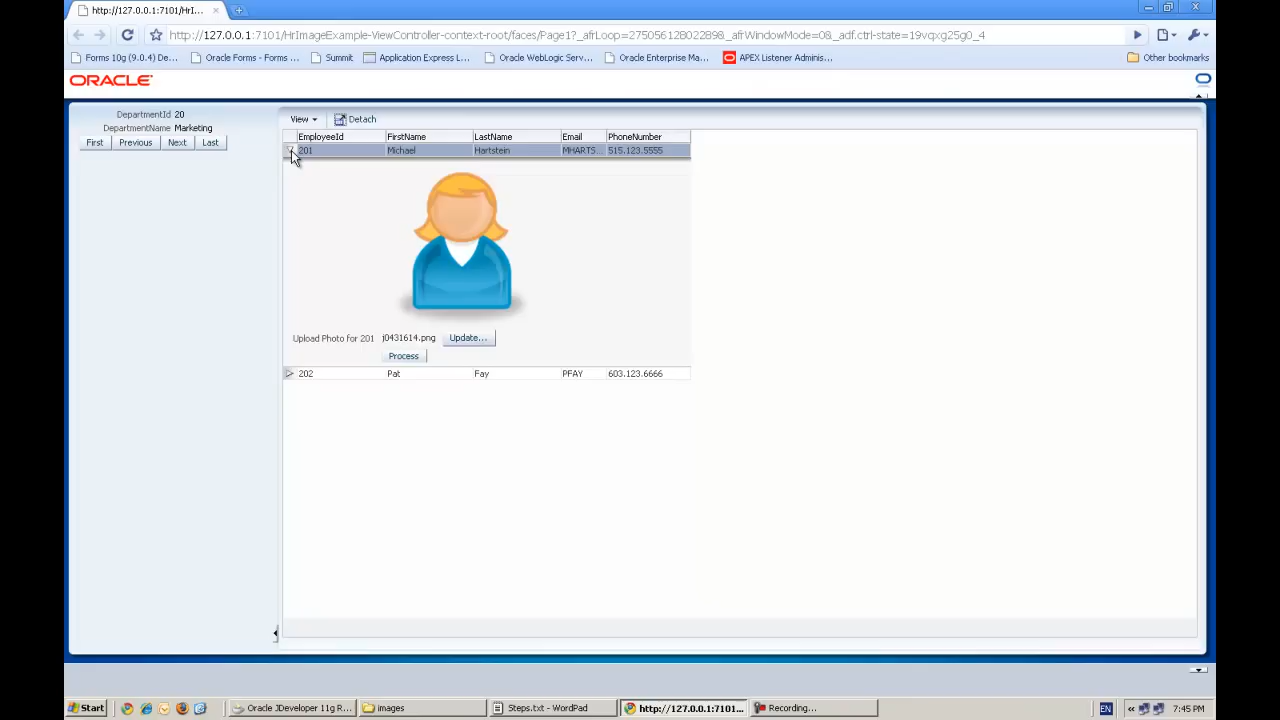 http://127.0.0.1:7101/HrI...
http://127.0.0.1:7101/HrImageExample-ViewController-context-root/faces/Page1?_afrLoop=2750561280228​9&_afrWindowMode=0&_adf.ctrl-state=19vqxg25g0_4
Forms 10g (9.0.4) De... Oracle Forms - Forms ... Summit Application Express L... Oracle WebLogic Serv... Oracle Enterprise Ma... APEX Listener Adminis... Other bookmarks
ORACLE
DepartmentId 20
DepartmentName Marketing
First Previous Next Last
View Detach
EmployeeId FirstName LastName Email PhoneNumber
201 Michael Hartstein MHARTS... 515.123.5555
Upload Photo for 201 j0431614.png Update...
Process
202 Pat Fay PFAY 603.123.6666
Start Oracle JDeveloper 11g R... images Steps.txt - WordPad http://127.0.0.1:7101... Recording... EN « 7:45 PM